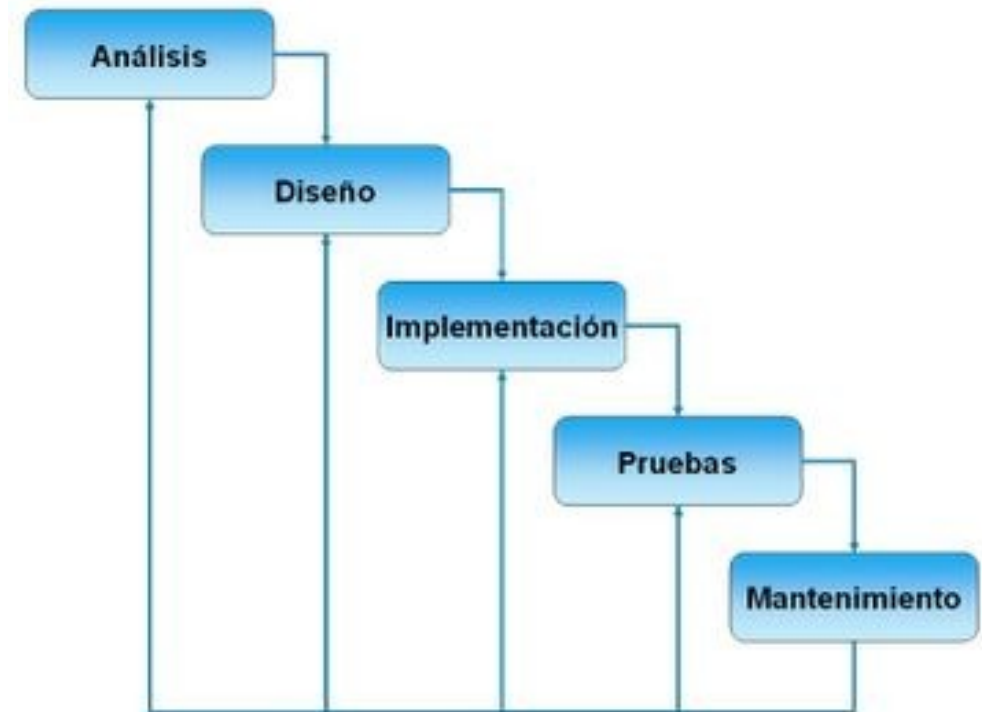 Análisis
Diseño
Implementación
Pruebas
Mantenimiento